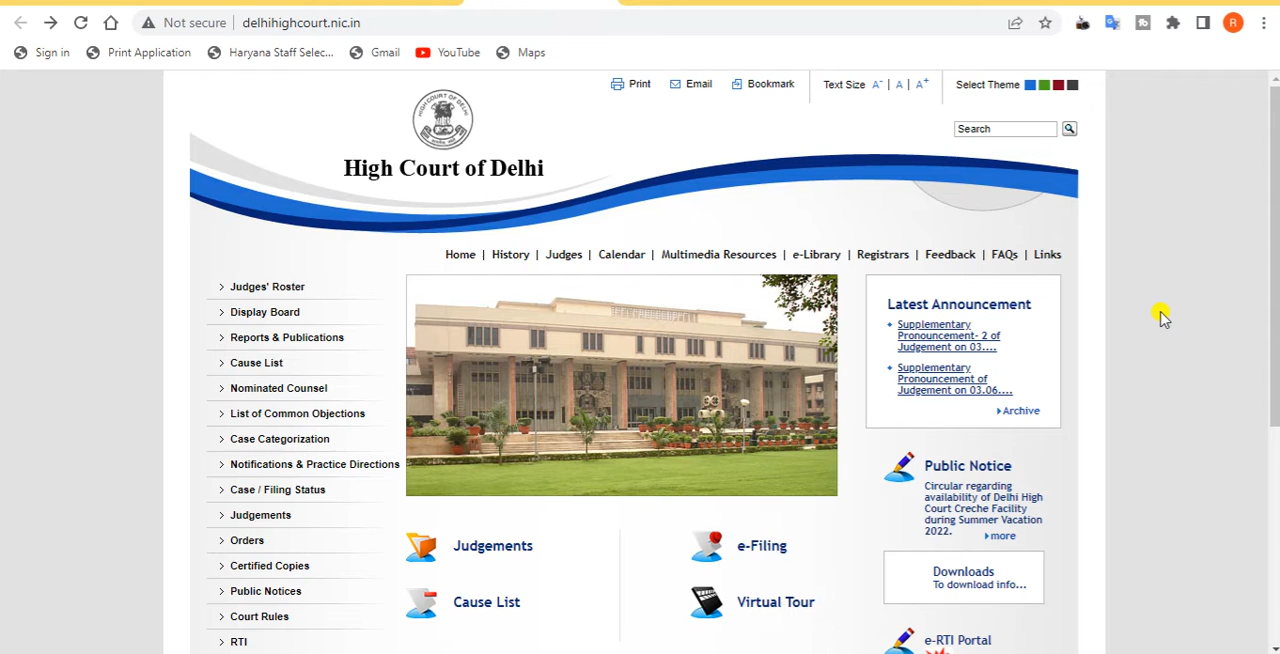 Not secure | delhihighcourt.nic.in
R
Sign in
Print Application
Haryana Staff Selec...
Gmail
YouTube
Maps
Print
Email
Bookmark
Text Size A- | A | A+
Select Theme
HIGH COURT OF DELHI
High Court of Delhi
Search
Home | History | Judges | Calendar | Multimedia Resources | e-Library | Registrars | Feedback | FAQs | Links
Judges' Roster
Display Board
Reports & Publications
Cause List
Nominated Counsel
List of Common Objections
Case Categorization
Notifications & Practice Directions
Case / Filing Status
Judgements
Orders
Certified Copies
Public Notices
Court Rules
RTI
Judgements
e-Filing
Cause List
Virtual Tour
Latest Announcement
Supplementary
Pronouncement- 2 of
Judgement on 03....
Supplementary
Pronouncement of
Judgement on 03.06....
Archive
Public Notice
Circular regarding
availability of Delhi High
Court Creche Facility
during Summer Vacation
2022.
more
Downloads
To download info...
e-RTI Portal